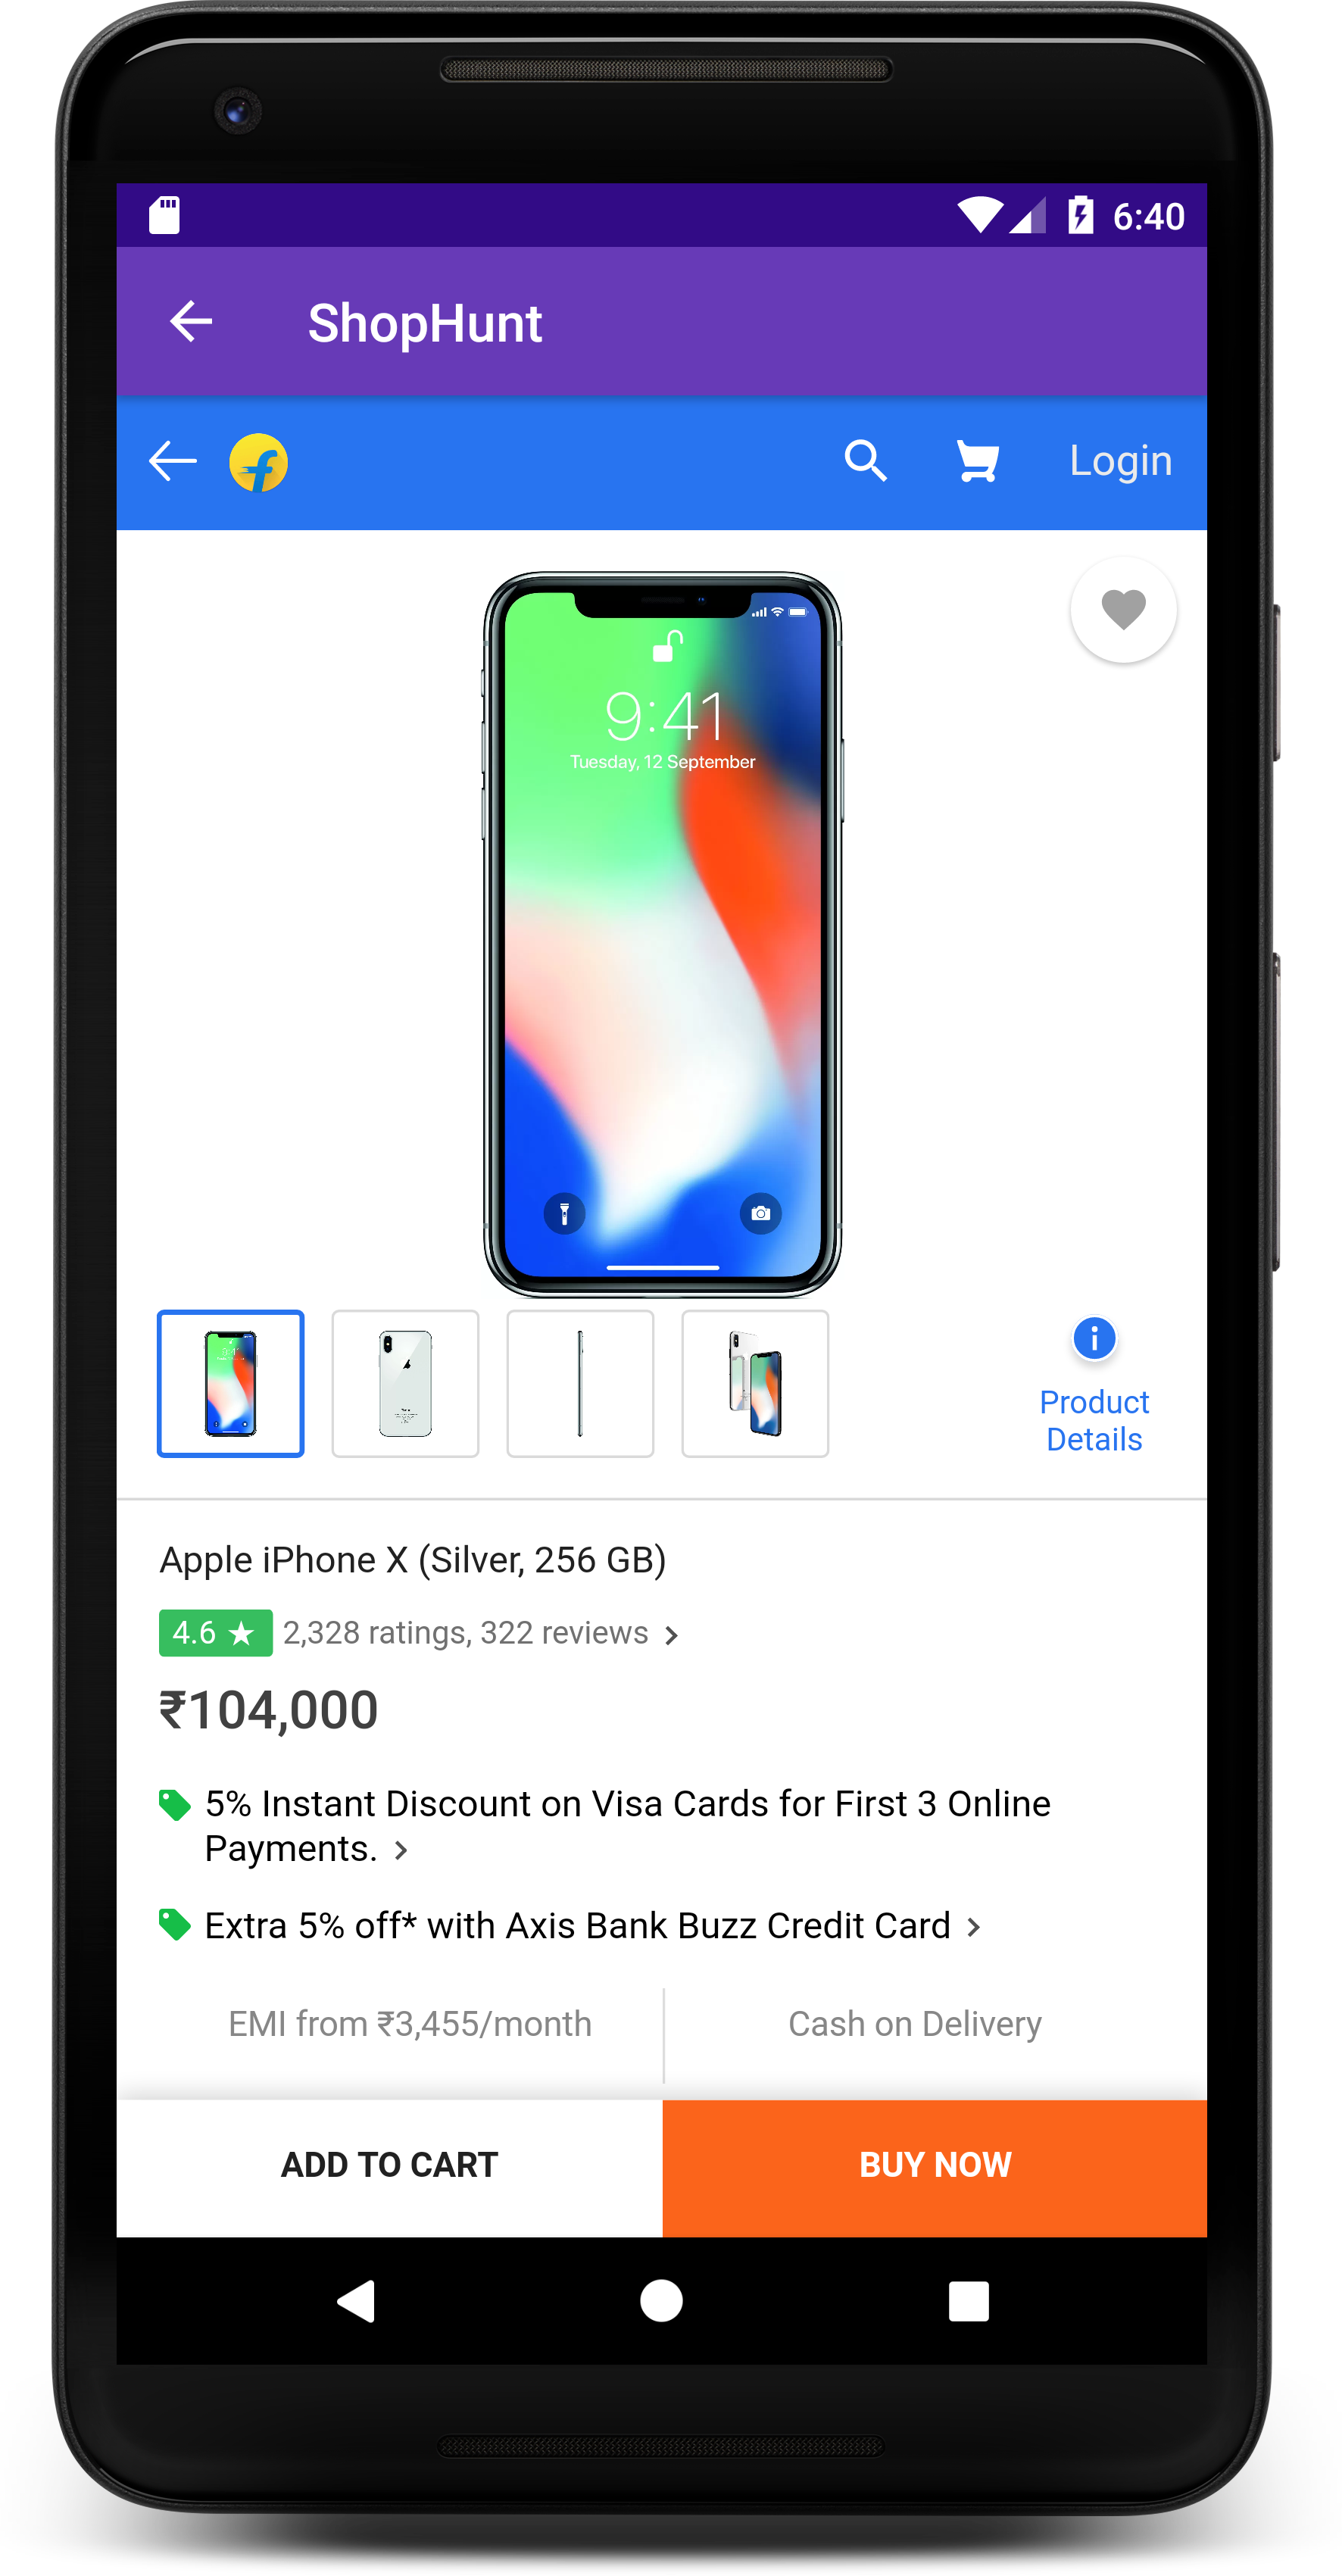 6:40
ShopHunt
f
Login
9:41
Tuesday, 12 September
Product
Details
Apple iPhone X (Silver, 256 GB)
4.6 ★ 2,328 ratings, 322 reviews >
₹104,000
5% Instant Discount on Visa Cards for First 3 Online
Payments. >
Extra 5% off* with Axis Bank Buzz Credit Card >
EMI from ₹3,455/month
Cash on Delivery
ADD TO CART
BUY NOW